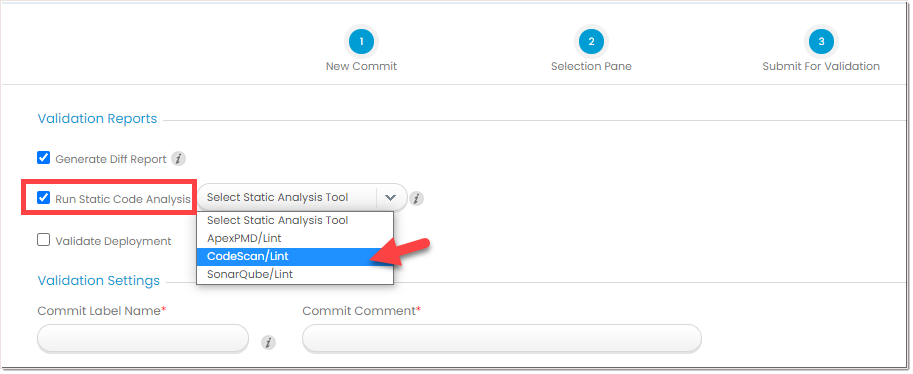 1 2 3
New Commit Selection Pane Submit For Validation
Validation Reports
Generate Diff Report i
Run Static Code Analysis Select Static Analysis Tool i
Select Static Analysis Tool
ApexPMD/Lint
Validate Deployment
CodeScan/Lint
SonarQube/Lint
Validation Settings
Commit Label Name* Commit Comment*
i